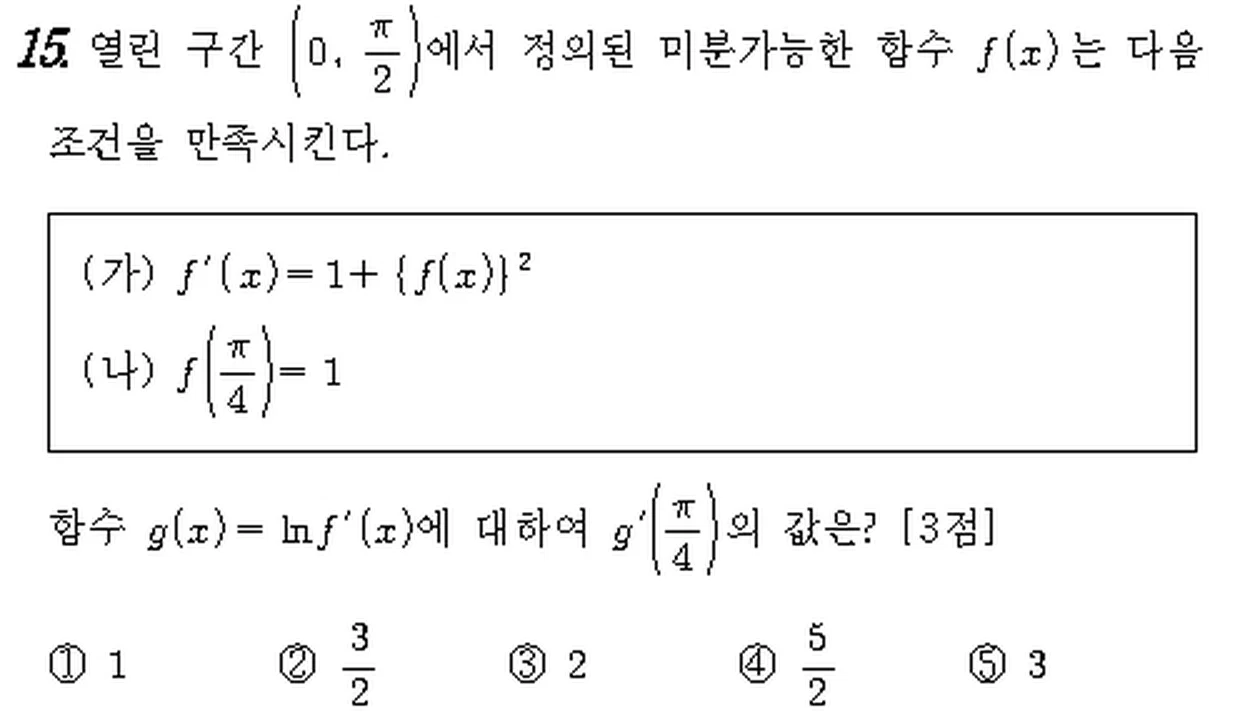 15. 열린 구간 (0, π/2)에서 정의된 미분가능한 함수 f(x)는 다음
조건을 만족시킨다.
(가) f′(x)= 1+ {f(x)}²
(나) f(π/4)= 1
함수 g(x)= ln f′(x)에 대하여 g′(π/4)의 값은? [3점]
① 1 ② 3/2 ③ 2 ④ 5/2 ⑤ 3